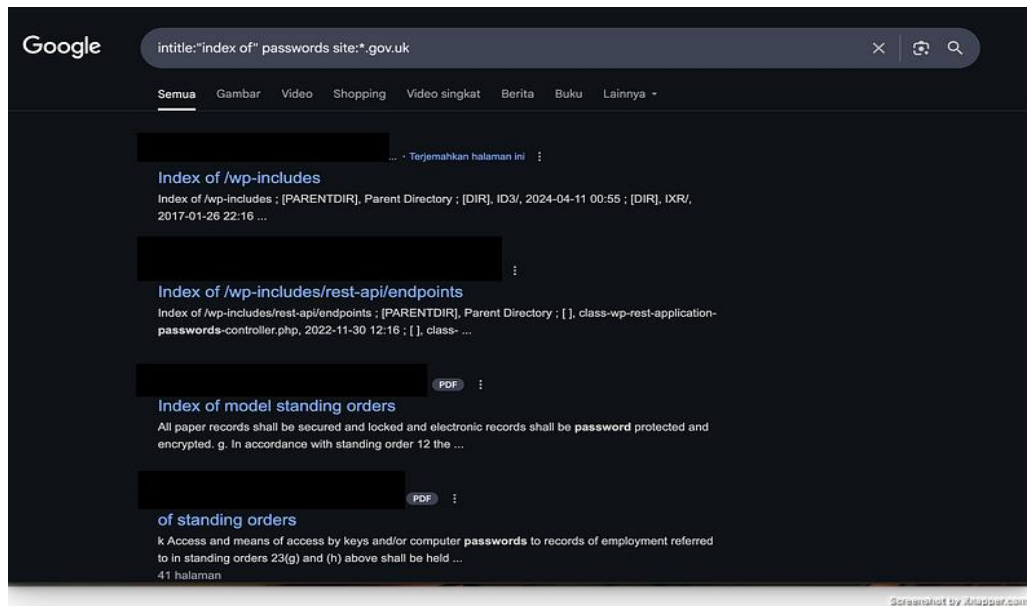 Google
intitle:"index of" passwords site:*.gov.uk
Semua Gambar Video Shopping Video singkat Berita Buku Lainnya
... · Terjemahkan halaman ini
Index of /wp-includes
Index of /wp-includes ; [PARENTDIR], Parent Directory ; [DIR], ID3/, 2024-04-11 00:55 ; [DIR], IXR/,
2017-01-26 22:16 ...
Index of /wp-includes/rest-api/endpoints
Index of /wp-includes/rest-api/endpoints ; [PARENTDIR], Parent Directory ; [ ], class-wp-rest-application-
passwords-controller.php, 2022-11-30 12:16 ; [ ], class- ...
PDF
Index of model standing orders
All paper records shall be secured and locked and electronic records shall be password protected and
encrypted. g. In accordance with standing order 12 the ...
PDF
of standing orders
k Access and means of access by keys and/or computer passwords to records of employment referred
to in standing orders 23(g) and (h) above shall be held ...
41 halaman
Screenshot by Xnapper.com